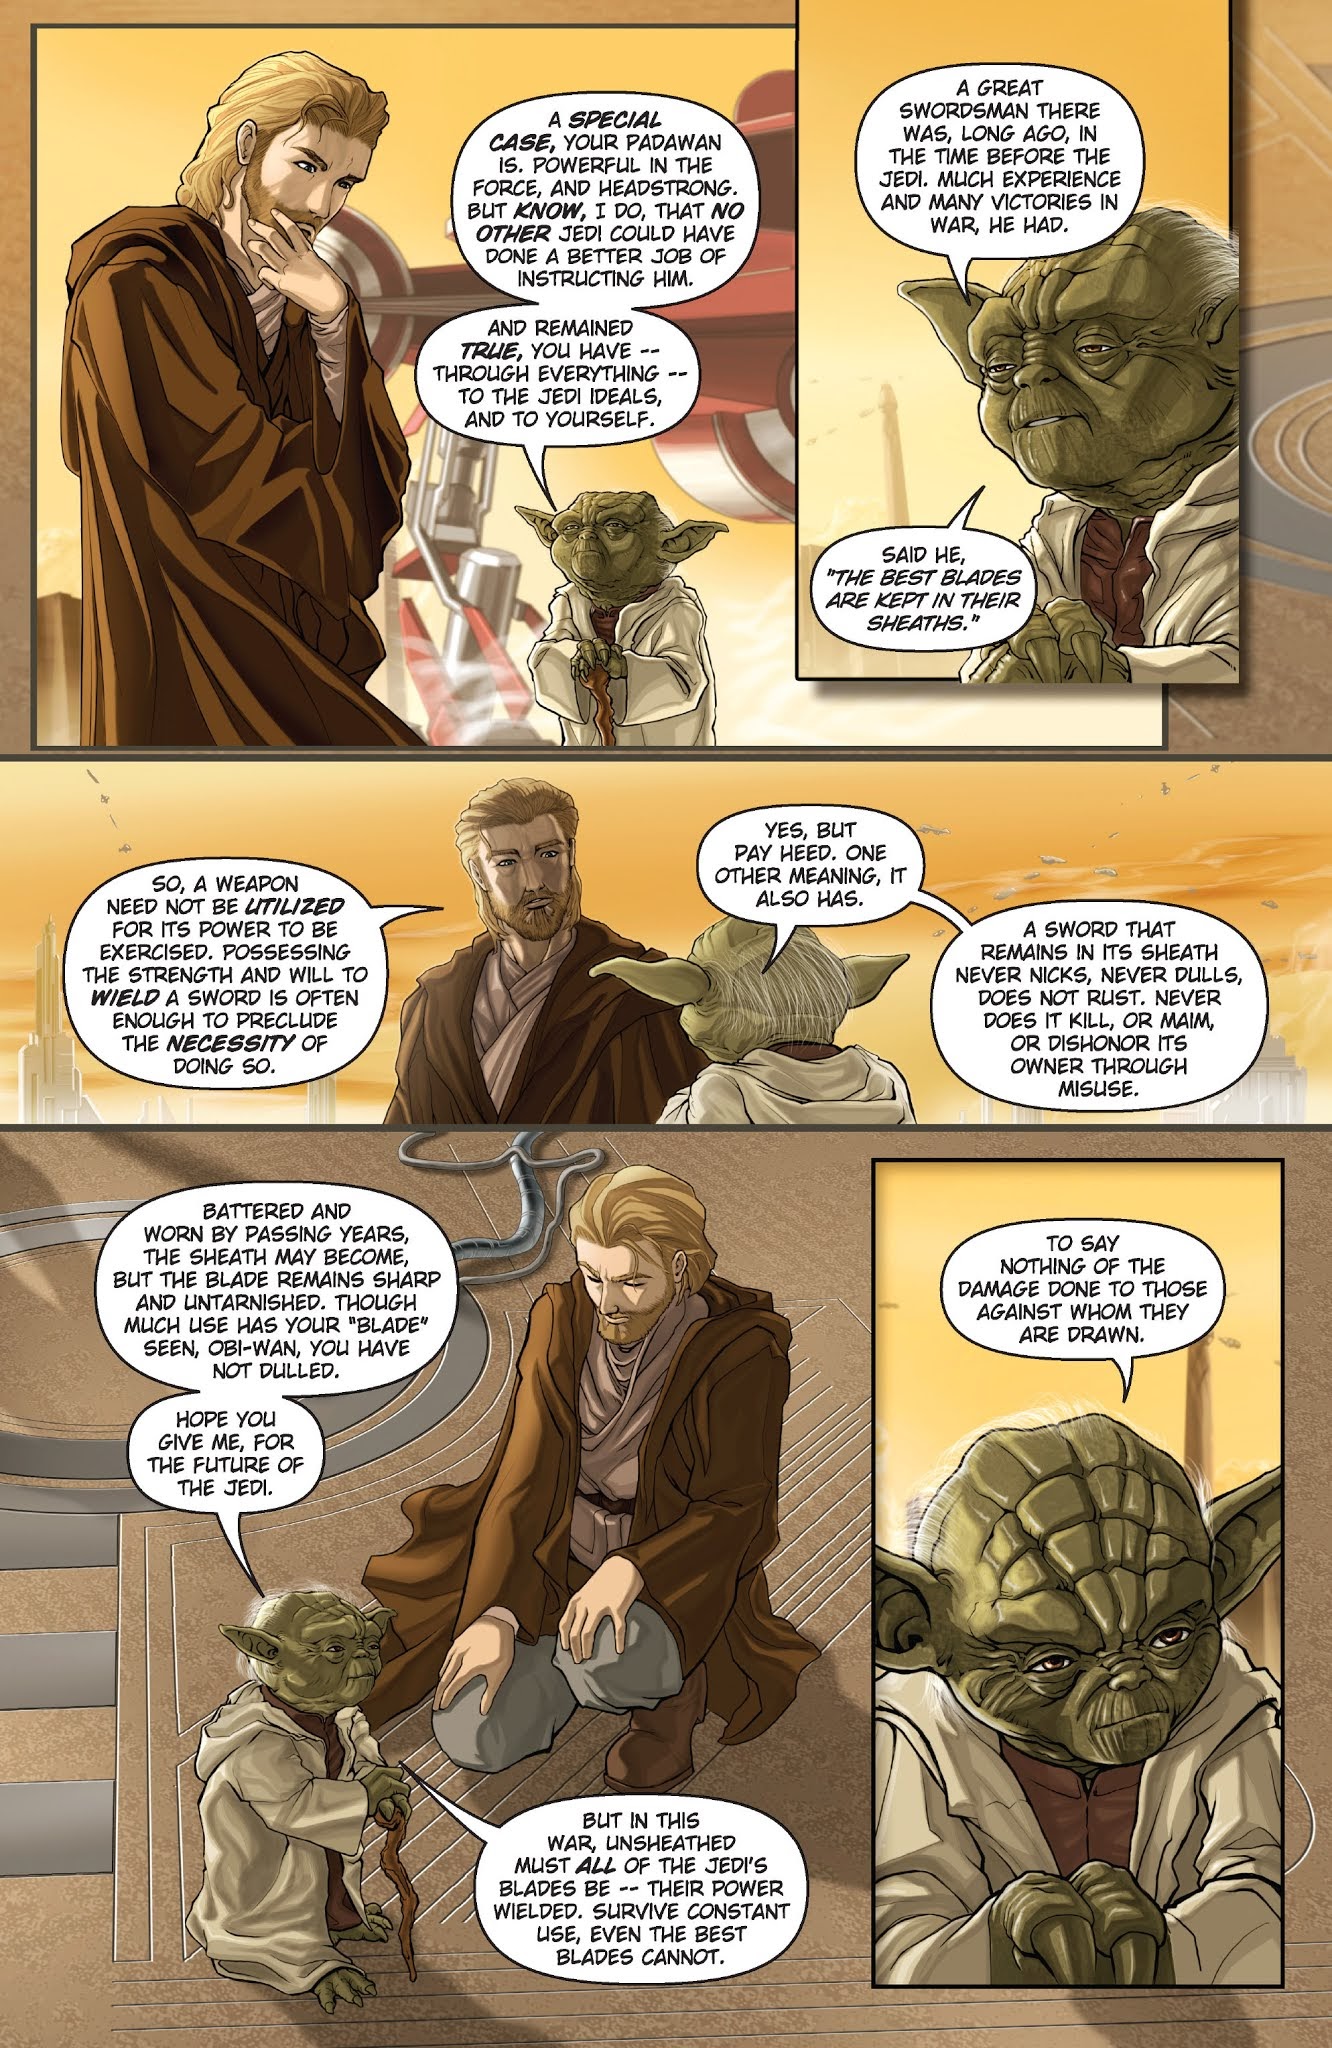 A SPECIAL
CASE, YOUR PADAWAN
IS. POWERFUL IN THE
FORCE, AND HEADSTRONG.
BUT KNOW, I DO, THAT NO
OTHER JEDI COULD HAVE
DONE A BETTER JOB OF
INSTRUCTING HIM.
AND REMAINED
TRUE, YOU HAVE --
THROUGH EVERYTHING --
TO THE JEDI IDEALS,
AND TO YOURSELF.
A GREAT
SWORDSMAN THERE
WAS, LONG AGO, IN
THE TIME BEFORE THE
JEDI. MUCH EXPERIENCE
AND MANY VICTORIES IN
WAR, HE HAD.
SAID HE,
"THE BEST BLADES
ARE KEPT IN THEIR
SHEATHS."
SO, A WEAPON
NEED NOT BE UTILIZED
FOR ITS POWER TO BE
EXERCISED. POSSESSING
THE STRENGTH AND WILL TO
WIELD A SWORD IS OFTEN
ENOUGH TO PRECLUDE
THE NECESSITY OF
DOING SO.
YES, BUT
PAY HEED. ONE
OTHER MEANING, IT
ALSO HAS.
A SWORD THAT
REMAINS IN ITS SHEATH
NEVER NICKS, NEVER DULLS,
DOES NOT RUST. NEVER
DOES IT KILL, OR MAIM,
OR DISHONOR ITS
OWNER THROUGH
MISUSE.
BATTERED AND
WORN BY PASSING YEARS,
THE SHEATH MAY BECOME,
BUT THE BLADE REMAINS SHARP
AND UNTARNISHED. THOUGH
MUCH USE HAS YOUR "BLADE"
SEEN, OBI-WAN, YOU HAVE
NOT DULLED.
HOPE YOU
GIVE ME, FOR
THE FUTURE OF
THE JEDI.
BUT IN THIS
WAR, UNSHEATHED
MUST ALL OF THE JEDI'S
BLADES BE -- THEIR POWER
WIELDED. SURVIVE CONSTANT
USE, EVEN THE BEST
BLADES CANNOT.
TO SAY
NOTHING OF THE
DAMAGE DONE TO THOSE
AGAINST WHOM THEY
ARE DRAWN.